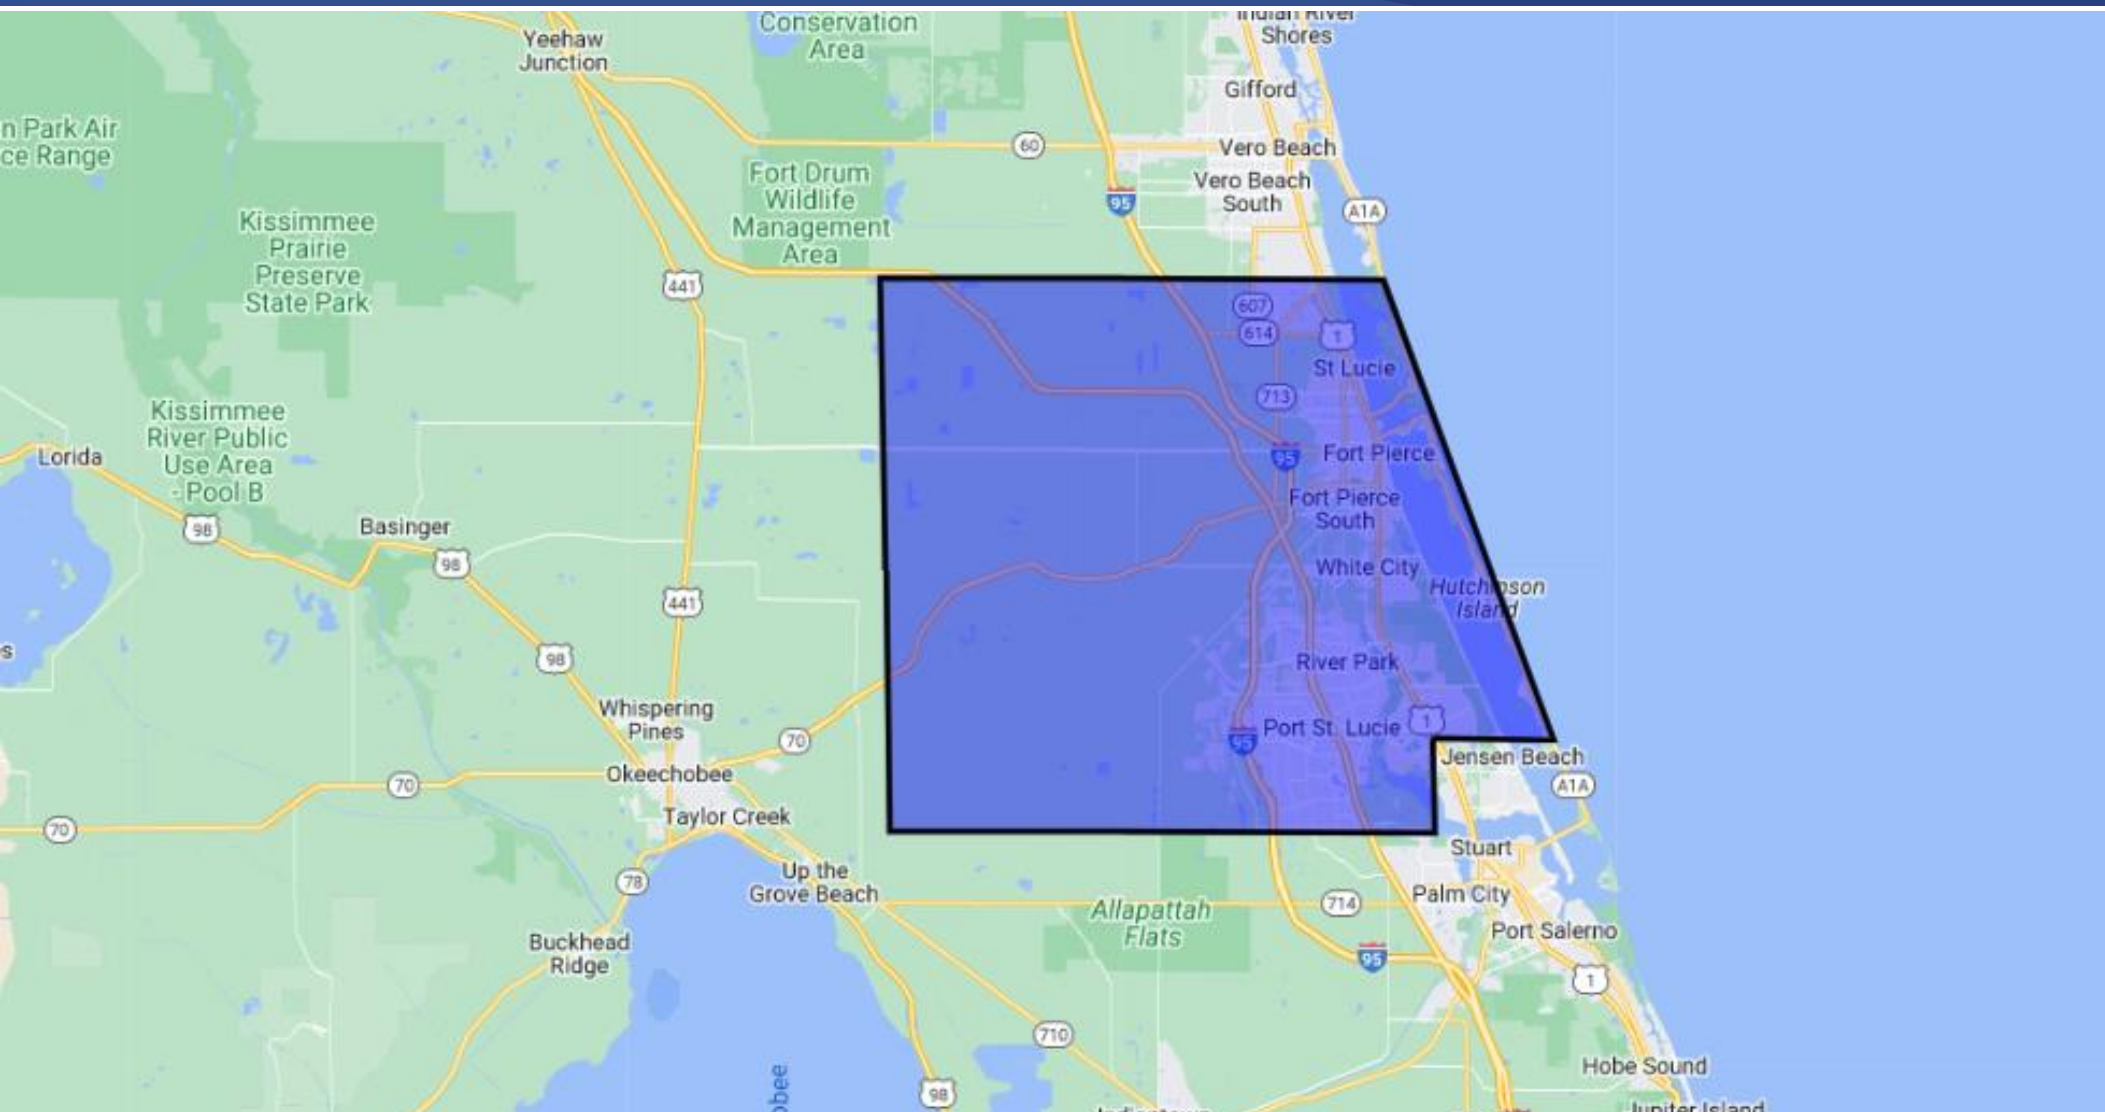 Conservation
Area
Yeehaw
Junction
Indian River
Shores
Gifford
n Park Air
ce Range
60
Vero Beach
Fort Drum
Wildlife
Management
Area
Vero Beach
South
95
A1A
Kissimmee
Prairie
Preserve
State Park
441
607
614
1
St Lucie
713
Kissimmee
River Public
Use Area
- Pool B
Lorida
95
Fort Pierce
98
Basinger
Fort Pierce
South
98
White City
Hutchinson
Island
441
s
98
River Park
Whispering
Pines
70
95
Port St. Lucie
1
Jensen Beach
Okeechobee
70
A1A
Taylor Creek
70
Stuart
78
Up the
Grove Beach
Palm City
714
Allapattah
Flats
Port Salerno
Buckhead
Ridge
95
1
710
Hobe Sound
98
obee
Indiantown
Jupiter Island